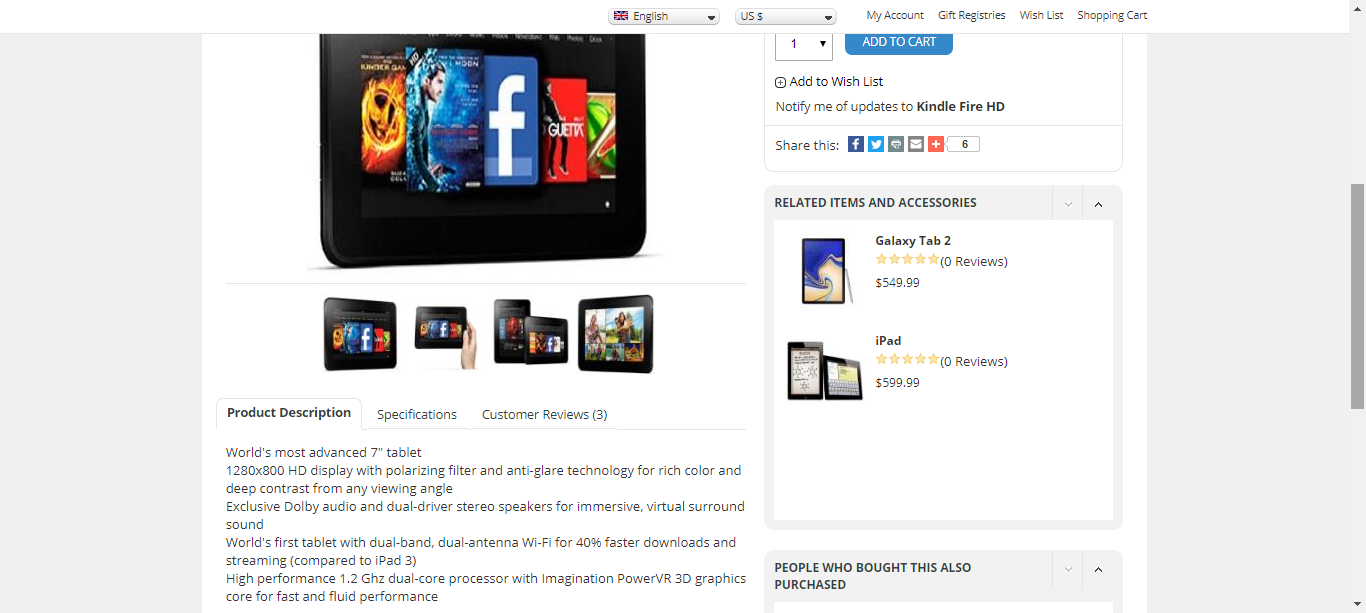 English
US $
My Account
Gift Registries
Wish List
Shopping Cart
HUNGER GAM
MOON
GUETTA
1
ADD TO CART
Add to Wish List
Notify me of updates to Kindle Fire HD
Share this:
6
RELATED ITEMS AND ACCESSORIES
Galaxy Tab 2
(0 Reviews)
$549.99
iPad
(0 Reviews)
$599.99
Product Description
Specifications
Customer Reviews (3)
World's most advanced 7" tablet
1280x800 HD display with polarizing filter and anti-glare technology for rich color and
deep contrast from any viewing angle
Exclusive Dolby audio and dual-driver stereo speakers for immersive, virtual surround
sound
World's first tablet with dual-band, dual-antenna Wi-Fi for 40% faster downloads and
streaming (compared to iPad 3)
High performance 1.2 Ghz dual-core processor with Imagination PowerVR 3D graphics
core for fast and fluid performance
PEOPLE WHO BOUGHT THIS ALSO
PURCHASED